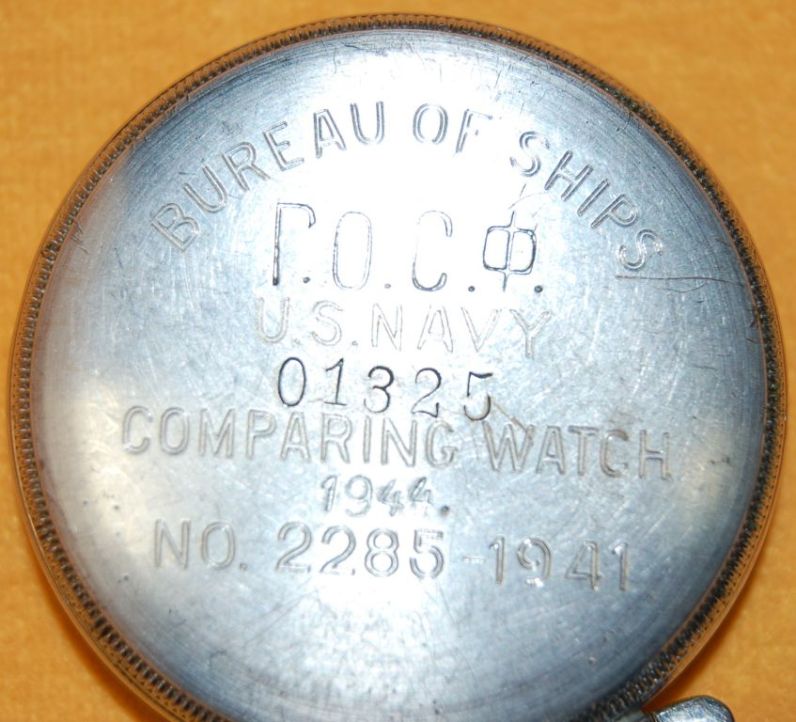 BUREAU OF SHIPS
Г.О.С.Ф.
U.S.NAVY
01325
COMPARING WATCH
1944.
NO. 2285-1941